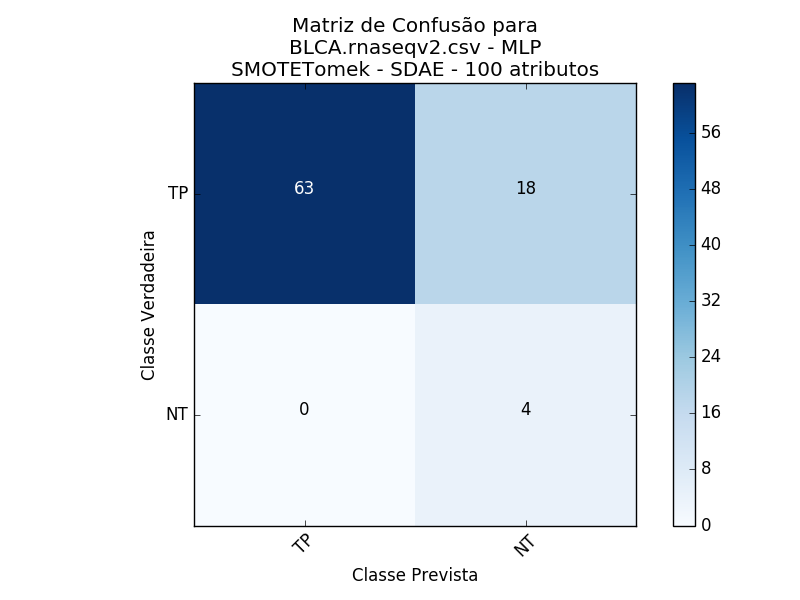 Matriz de Confusão para
BLCA.rnaseqv2.csv - MLP
SMOTETomek - SDAE - 100 atributos
Classe Verdadeira
TP
63
18
NT
0
4
TP
NT
Classe Prevista
56
48
40
32
24
16
8
0